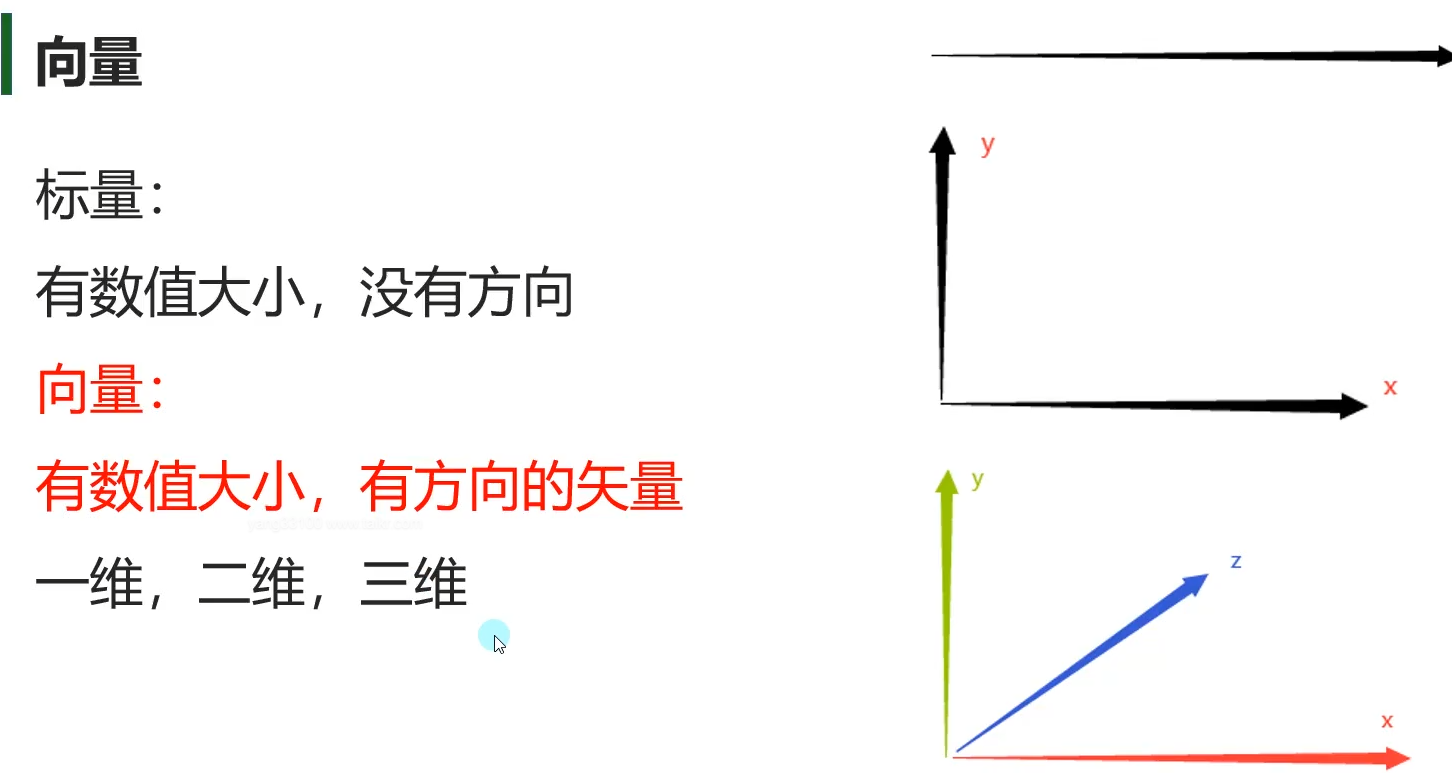 向量
标量：
有数值大小，没有方向
向量：
有数值大小，有方向的矢量
一维，二维，三维
y
x
y
z
x